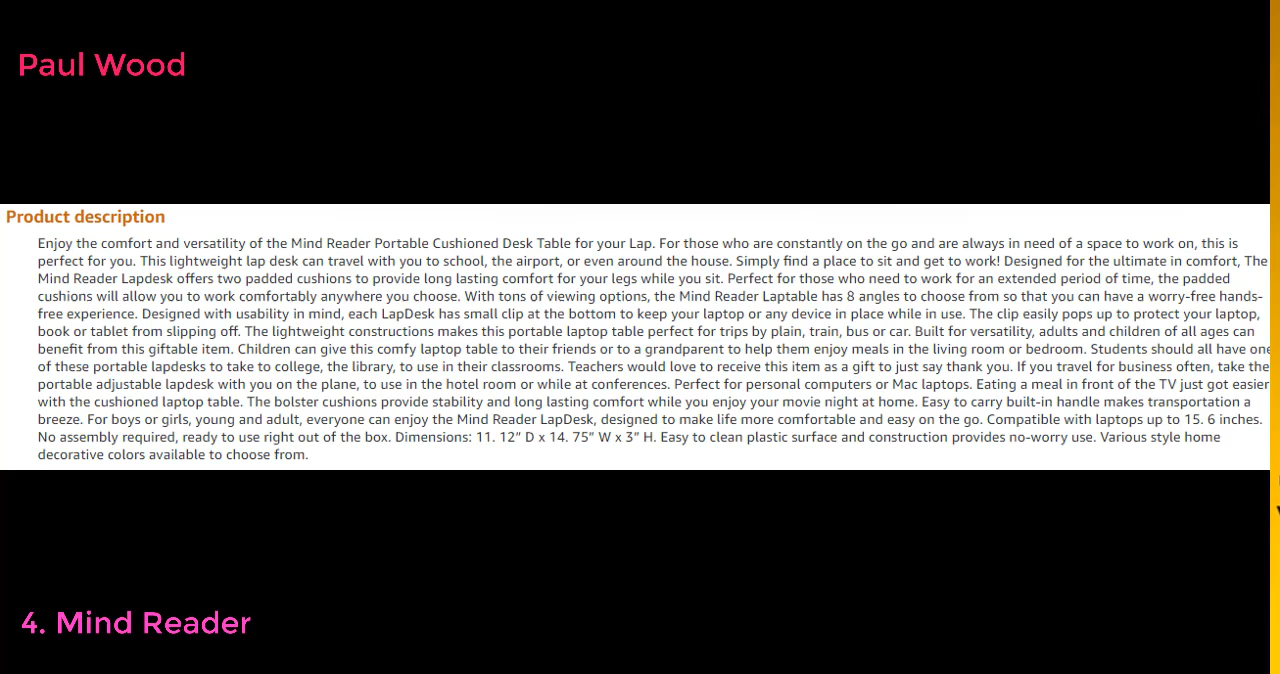 Paul Wood
Product description
Enjoy the comfort and versatility of the Mind Reader Portable Cushioned Desk Table for your Lap. For those who are constantly on the go and are always in need of a space to work on, this is
perfect for you. This lightweight lap desk can travel with you to school, the airport, or even around the house. Simply find a place to sit and get to work! Designed for the ultimate in comfort, The
Mind Reader Lapdesk offers two padded cushions to provide long lasting comfort for your legs while you sit. Perfect for those who need to work for an extended period of time, the padded
cushions will allow you to work comfortably anywhere you choose. With tons of viewing options, the Mind Reader Laptable has 8 angles to choose from so that you can have a worry-free hands-
free experience. Designed with usability in mind, each LapDesk has small clip at the bottom to keep your laptop or any device in place while in use. The clip easily pops up to protect your laptop,
book or tablet from slipping off. The lightweight constructions makes this portable laptop table perfect for trips by plain, train, bus or car. Built for versatility, adults and children of all ages can
benefit from this giftable item. Children can give this comfy laptop table to their friends or to a grandparent to help them enjoy meals in the living room or bedroom. Students should all have one
of these portable lapdesks to take to college, the library, to use in their classrooms. Teachers would love to receive this item as a gift to just say thank you. If you travel for business often, take the
portable adjustable lapdesk with you on the plane, to use in the hotel room or while at conferences. Perfect for personal computers or Mac laptops. Eating a meal in front of the TV just got easier
with the cushioned laptop table. The bolster cushions provide stability and long lasting comfort while you enjoy your movie night at home. Easy to carry built-in handle makes transportation a
breeze. For boys or girls, young and adult, everyone can enjoy the Mind Reader LapDesk, designed to make life more comfortable and easy on the go. Compatible with laptops up to 15. 6 inches.
No assembly required, ready to use right out of the box. Dimensions: 11. 12" D x 14. 75" W x 3" H. Easy to clean plastic surface and construction provides no-worry use. Various style home
decorative colors available to choose from.
4. Mind Reader